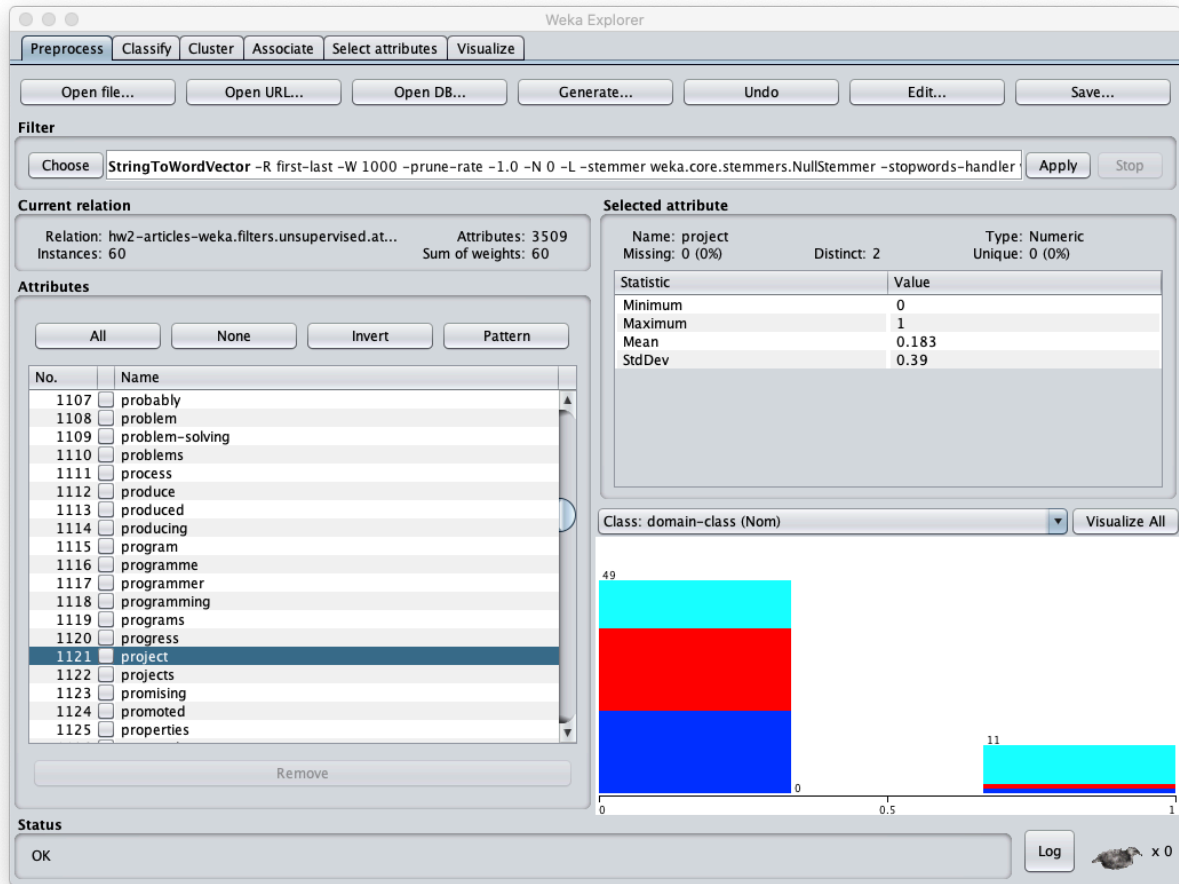 Weka Explorer
Preprocess Classify Cluster Associate Select attributes Visualize
Open file... Open URL... Open DB... Generate... Undo Edit... Save...
Filter
Choose StringToWordVector -R first-last -W 1000 -prune-rate -1.0 -N 0 -L -stemmer weka.core.stemmers.NullStemmer -stopwords-handler Apply Stop
Current relation
Relation: hw2-articles-weka.filters.unsupervised.at... Attributes: 3509
Instances: 60 Sum of weights: 60
Attributes
All None Invert Pattern
No. Name
1107 probably
1108 problem
1109 problem-solving
1110 problems
1111 process
1112 produce
1113 produced
1114 producing
1115 program
1116 programme
1117 programmer
1118 programming
1119 programs
1120 progress
1121 project
1122 projects
1123 promising
1124 promoted
1125 properties
Remove
Selected attribute
Name: project Type: Numeric
Missing: 0 (0%) Distinct: 2 Unique: 0 (0%)
Statistic Value
Minimum 0
Maximum 1
Mean 0.183
StdDev 0.39
Class: domain-class (Nom) Visualize All
49
11
0
0 0.5 1
Status
OK Log x 0